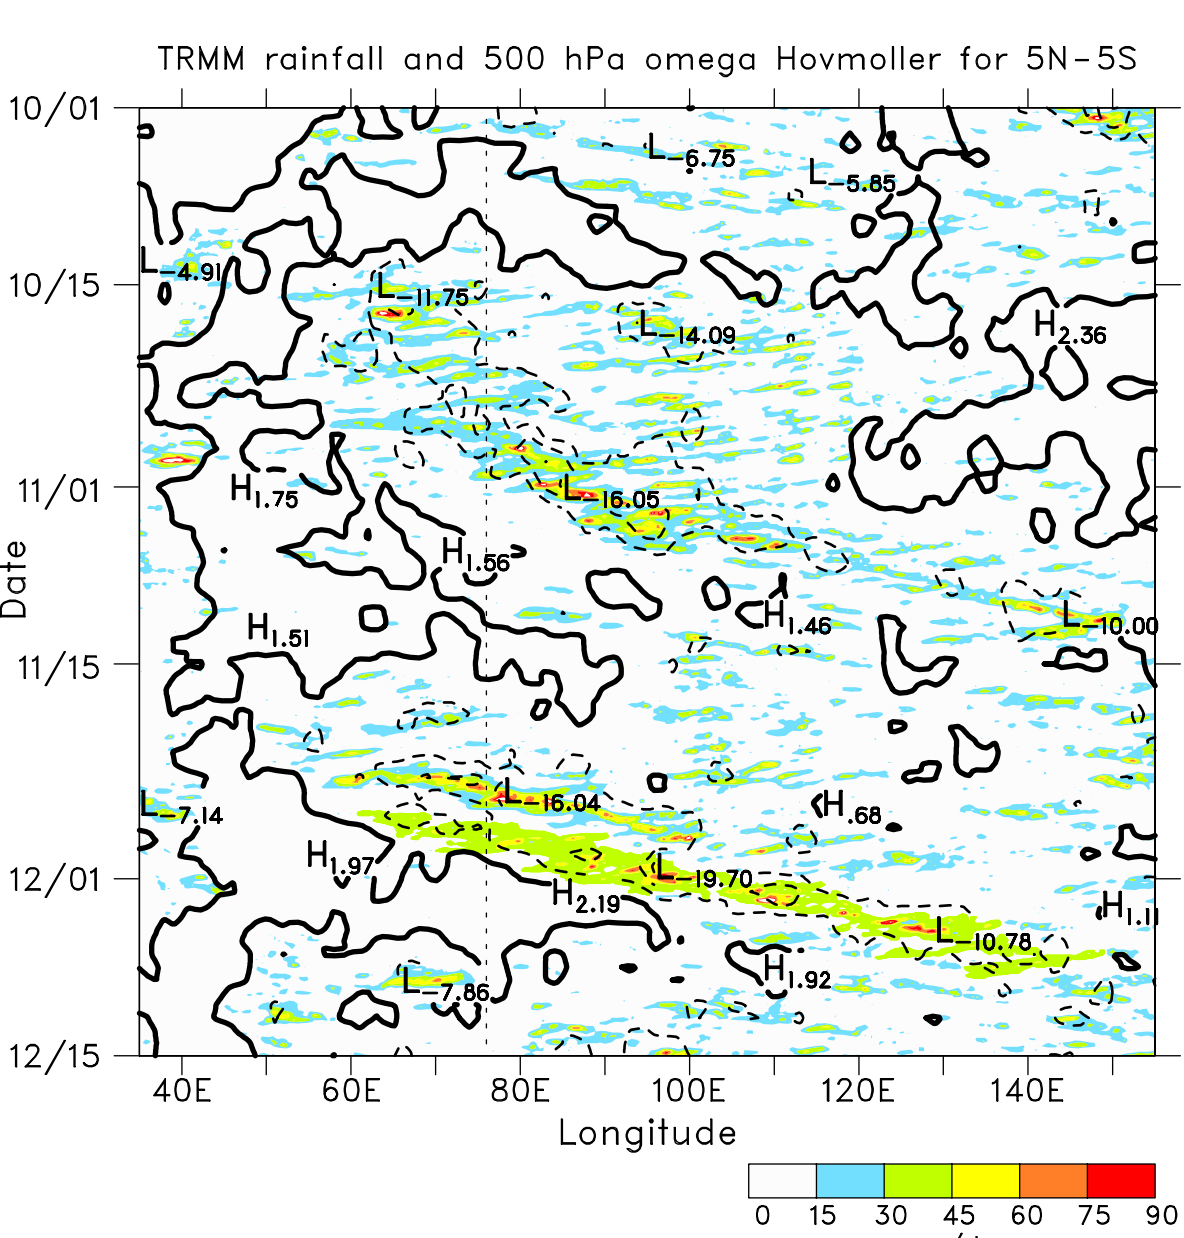 TRMM rainfall and 500 hPa omega Hovmoller for 5N-5S
10/01
L-6.75
L-5.85
L-4.91
10/15
L-11.75
L-14.09
H2.36
11/01
H1.75
L-16.05
H1.56
Date
H1.46
L-10.00
H1.51
11/15
L-16.04
L-7.14
H.68
H1.97
12/01
L-19.70
H2.19
H1.11
L-10.78
H1.92
L-7.86
12/15
40E 60E 80E 100E 120E 140E
Longitude
0 15 30 45 60 75 90